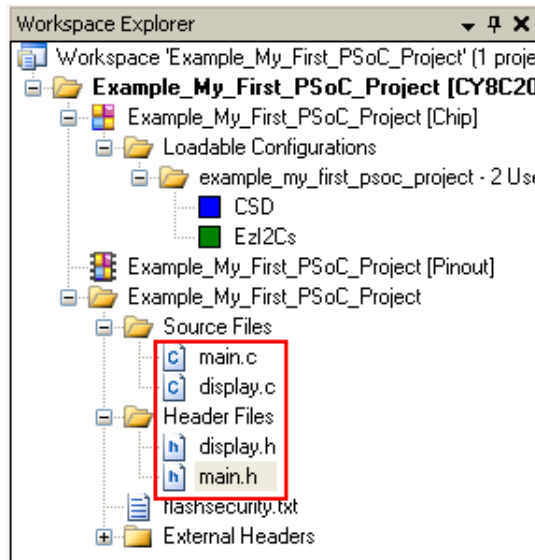 Workspace Explorer
Workspace 'Example_My_First_PSoC_Project' (1 proje
Example_My_First_PSoC_Project [CY8C20
Example_My_First_PSoC_Project [Chip]
Loadable Configurations
example_my_first_psoc_project - 2 Use
CSD
EzI2Cs
Example_My_First_PSoC_Project [Pinout]
Example_My_First_PSoC_Project
Source Files
main.c
display.c
Header Files
display.h
main.h
flashsecurity.txt
External Headers